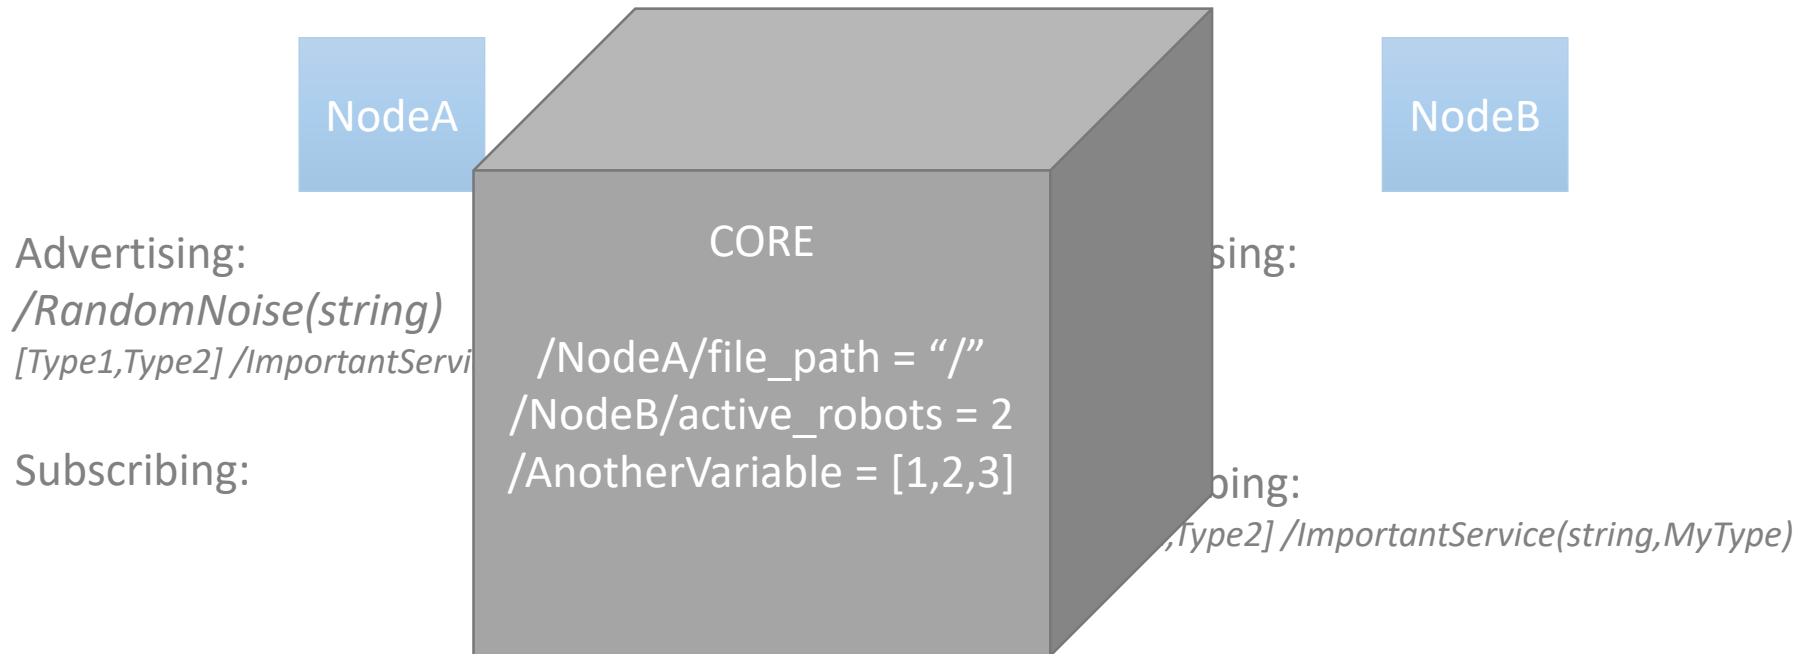 NodeA
NodeB
Advertising:
/RandomNoise(string)
[Type1,Type2] /ImportantServi
Subscribing:
CORE
/NodeA/file_path = “/”
/NodeB/active_robots = 2
/AnotherVariable = [1,2,3]
sing:
bing:
,Type2] /ImportantService(string,MyType)